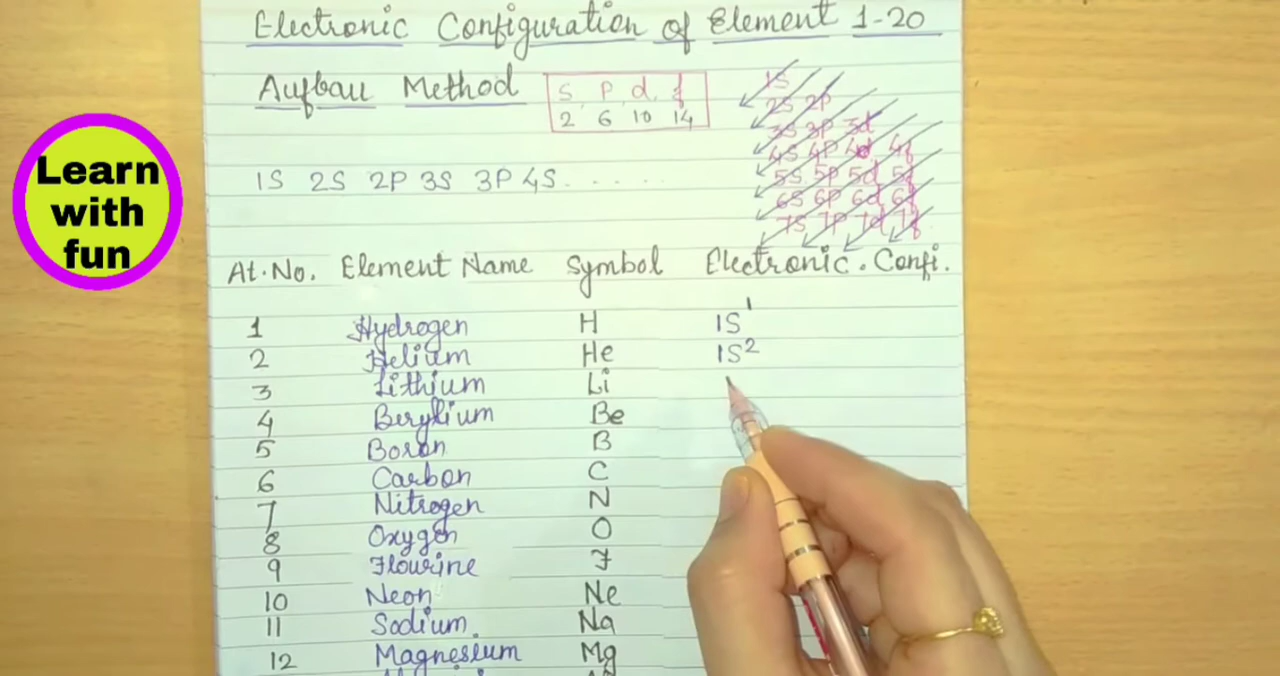 Electronic Configuration of Element 1-20
Aufbau Method
S, P, d, f
2 6 10 14
1S
2S 2P
3S 3P 3d
4S 4P 4d 4f
5S 5P 5d 5f
6S 6P 6d 6f
7S 7P 7d 7f
Learn
with
fun
1S 2S 2P 3S 3P 4S. . . . .
At.No. Element Name Symbol Electronic.Confi.
1 Hydrogen H 1S¹
2 Helium He 1S²
3 Lithium Li
4 Berylium Be
5 Boron B
6 Carbon C
7 Nitrogen N
8 Oxygen O
9 Flourine F
10 Neon Ne
11 Sodium Na
12 Magnesium Mg